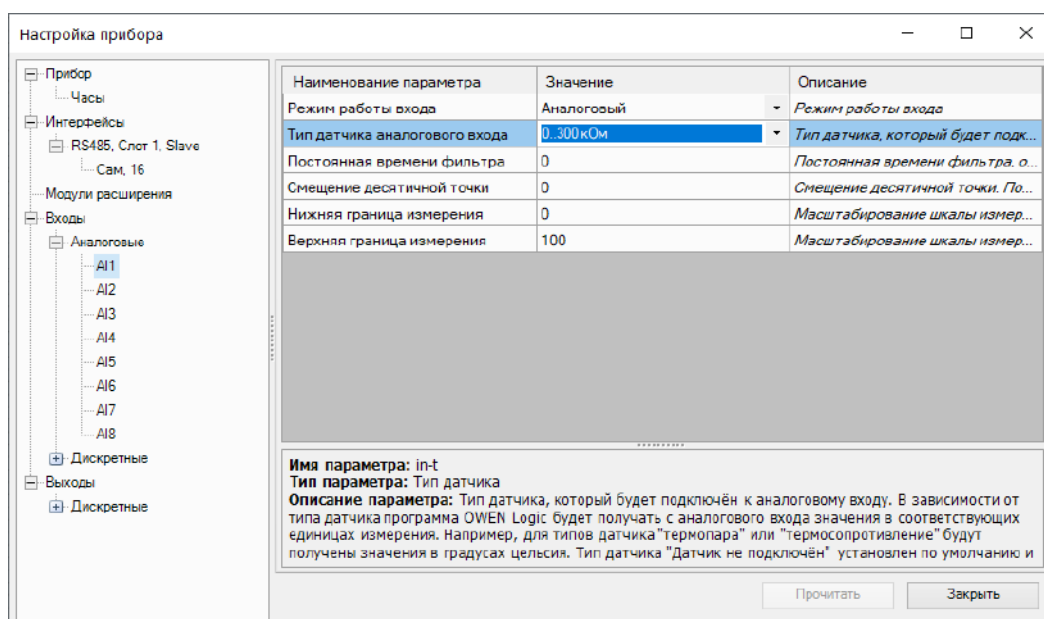 Настройка прибора
Прибор
Часы
Интерфейсы
RS485, Слот 1, Slave
Сам, 16
Модули расширения
Входы
Аналоговые
AI1
AI2
AI3
AI4
AI5
AI6
AI7
AI8
Дискретные
Выходы
Дискретные
Наименование параметра Значение Описание
Режим работы входа Аналоговый Режим работы входа
Тип датчика аналогового входа 0..300кОм Тип датчика, который будет подк...
Постоянная времени фильтра 0 Постоянная времени фильтра. о...
Смещение десятичной точки 0 Смещение десятичной точки. По...
Нижняя граница измерения 0 Масштабирование шкалы измер...
Верхняя граница измерения 100 Масштабирование шкалы измер...
Имя параметра: in-t
Тип параметра: Тип датчика
Описание параметра: Тип датчика, который будет подключён к аналоговому входу. В зависимости от
типа датчика программа OWEN Logic будет получать с аналогового входа значения в соответствующих
единицах измерения. Например, для типов датчика "термопара" или "термосопротивление" будут
получены значения в градусах цельсия. Тип датчика "Датчик не подключён" установлен по умолчанию и
Прочитать Закрыть